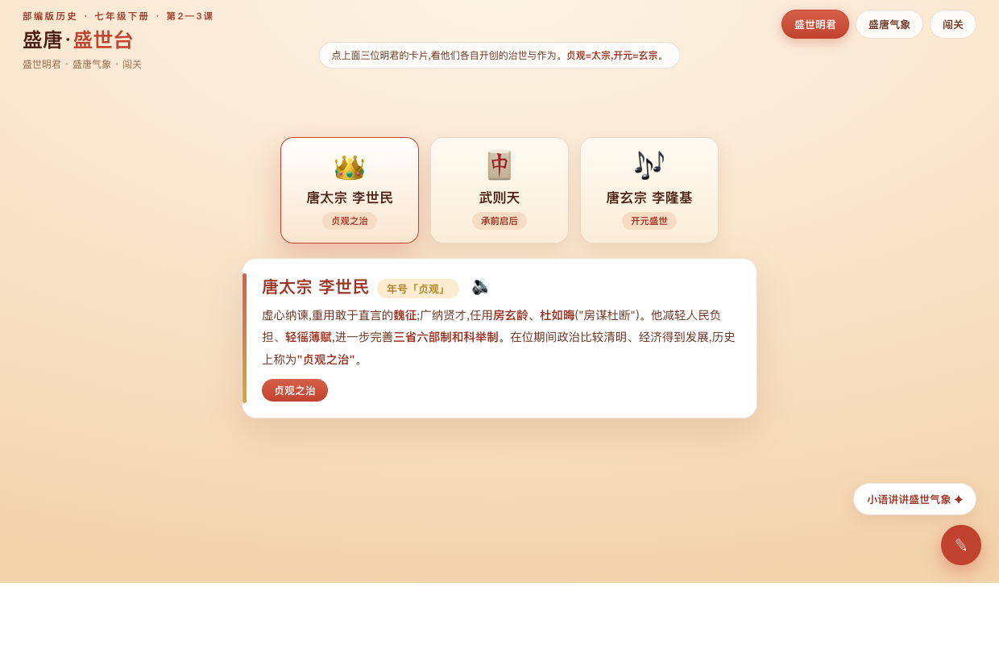 部编版历史 · 七年级下册 · 第2—3课
盛唐·盛世台
盛世明君 · 盛唐气象 · 闯关
盛世明君
盛唐气象
闯关
点上面三位明君的卡片,看他们各自开创的治世与作为。贞观=太宗,开元=玄宗。
唐太宗 李世民
贞观之治
中
武则天
承前启后
唐玄宗 李隆基
开元盛世
唐太宗 李世民 年号「贞观」
虚心纳谏,重用敢于直言的魏征;广纳贤才,任用房玄龄、杜如晦("房谋杜断")。他减轻人民负
担、轻徭薄赋,进一步完善三省六部制和科举制。在位期间政治比较清明、经济得到发展,历史
上称为"贞观之治"。
贞观之治
小语讲讲盛世气象 ✦